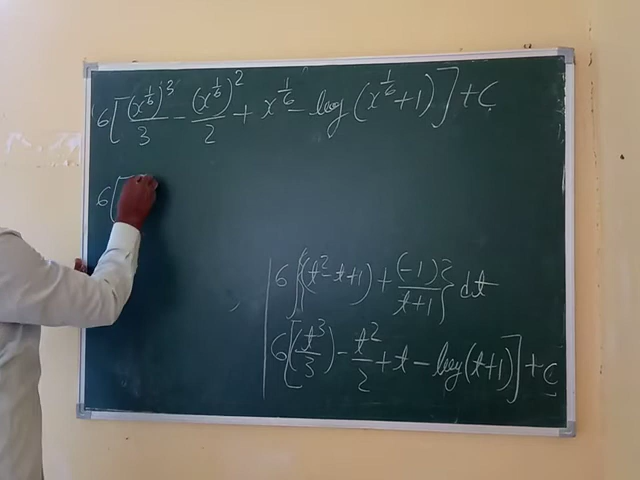 6[(x^{1/6})^3/3 - (x^{1/6})^2/2 + x^{1/6} - log(x^{1/6}+1)] + C
6[
6∫{(t^2-t+1) + (-1)/(t+1)} dt
6[(t^3/3) - t^2/2 + t - log(t+1)] + C